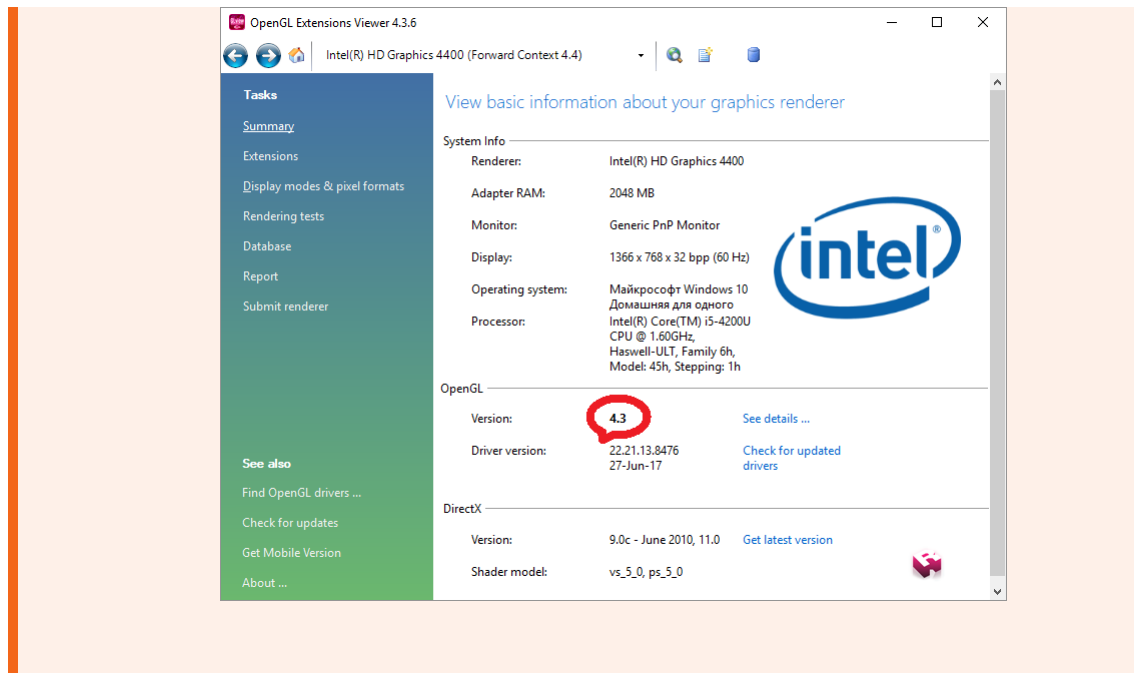 OpenGL Extensions Viewer 4.3.6
Intel(R) HD Graphics 4400 (Forward Context 4.4)
Tasks
Summary
Extensions
Display modes & pixel formats
Rendering tests
Database
Report
Submit renderer
See also
Find OpenGL drivers ...
Check for updates
Get Mobile Version
About ...
View basic information about your graphics renderer
System Info
Renderer: Intel(R) HD Graphics 4400
Adapter RAM: 2048 MB
Monitor: Generic PnP Monitor
Display: 1366 x 768 x 32 bpp (60 Hz)
Operating system: Майкрософт Windows 10
Домашняя для одного
Processor: Intel(R) Core(TM) i5-4200U
CPU @ 1.60GHz,
Haswell-ULT, Family 6h,
Model: 45h, Stepping: 1h
intel®
OpenGL
Version: 4.3 See details ...
Driver version: 22.21.13.8476 Check for updated
27-Jun-17 drivers
DirectX
Version: 9.0c - June 2010, 11.0 Get latest version
Shader model: vs_5_0, ps_5_0